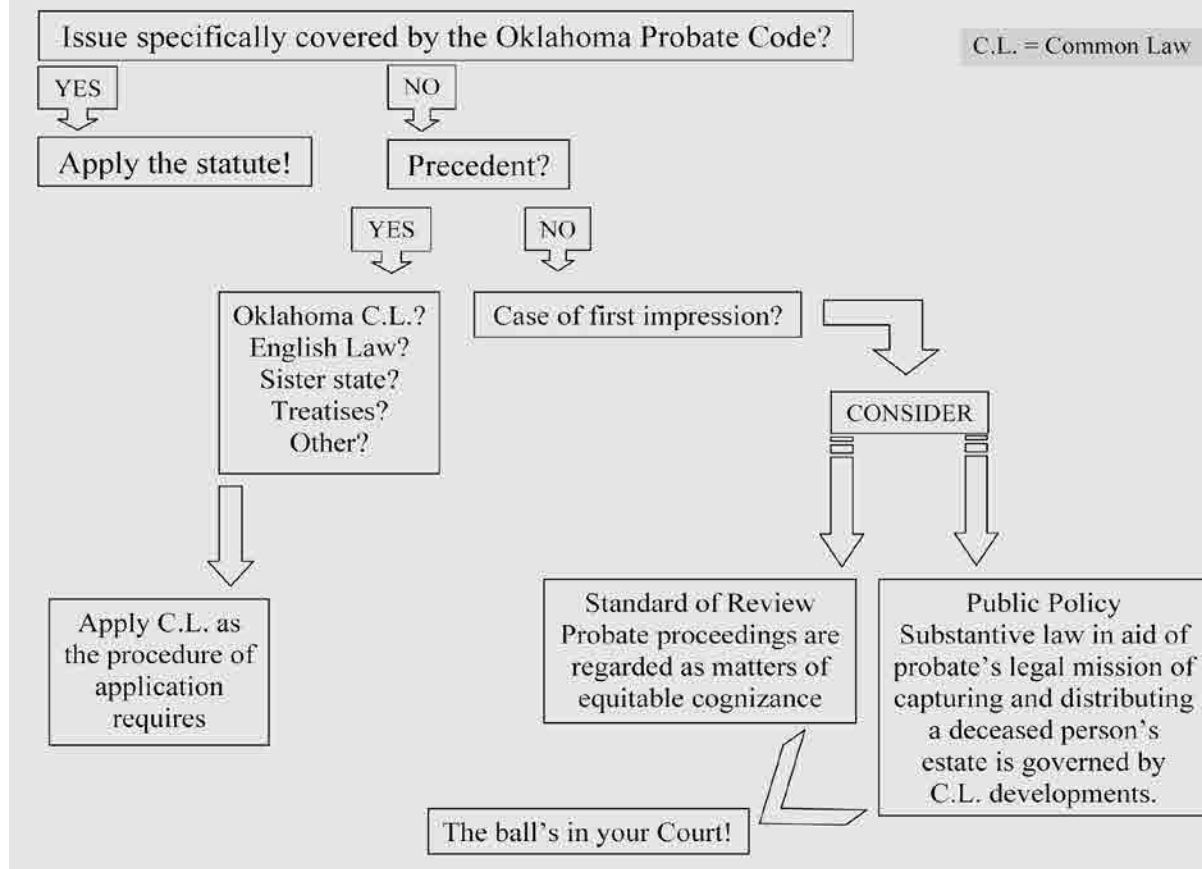 Issue specifically covered by the Oklahoma Probate Code?
C.L. = Common Law
YES
NO
Apply the statute!
Precedent?
YES
NO
Oklahoma C.L.?
English Law?
Sister state?
Treatises?
Other?
Case of first impression?
CONSIDER
Apply C.L. as
the procedure of
application
requires
Standard of Review
Probate proceedings are
regarded as matters of
equitable cognizance
Public Policy
Substantive law in aid of
probate's legal mission of
capturing and distributing
a deceased person's
estate is governed by
C.L. developments.
The ball's in your Court!